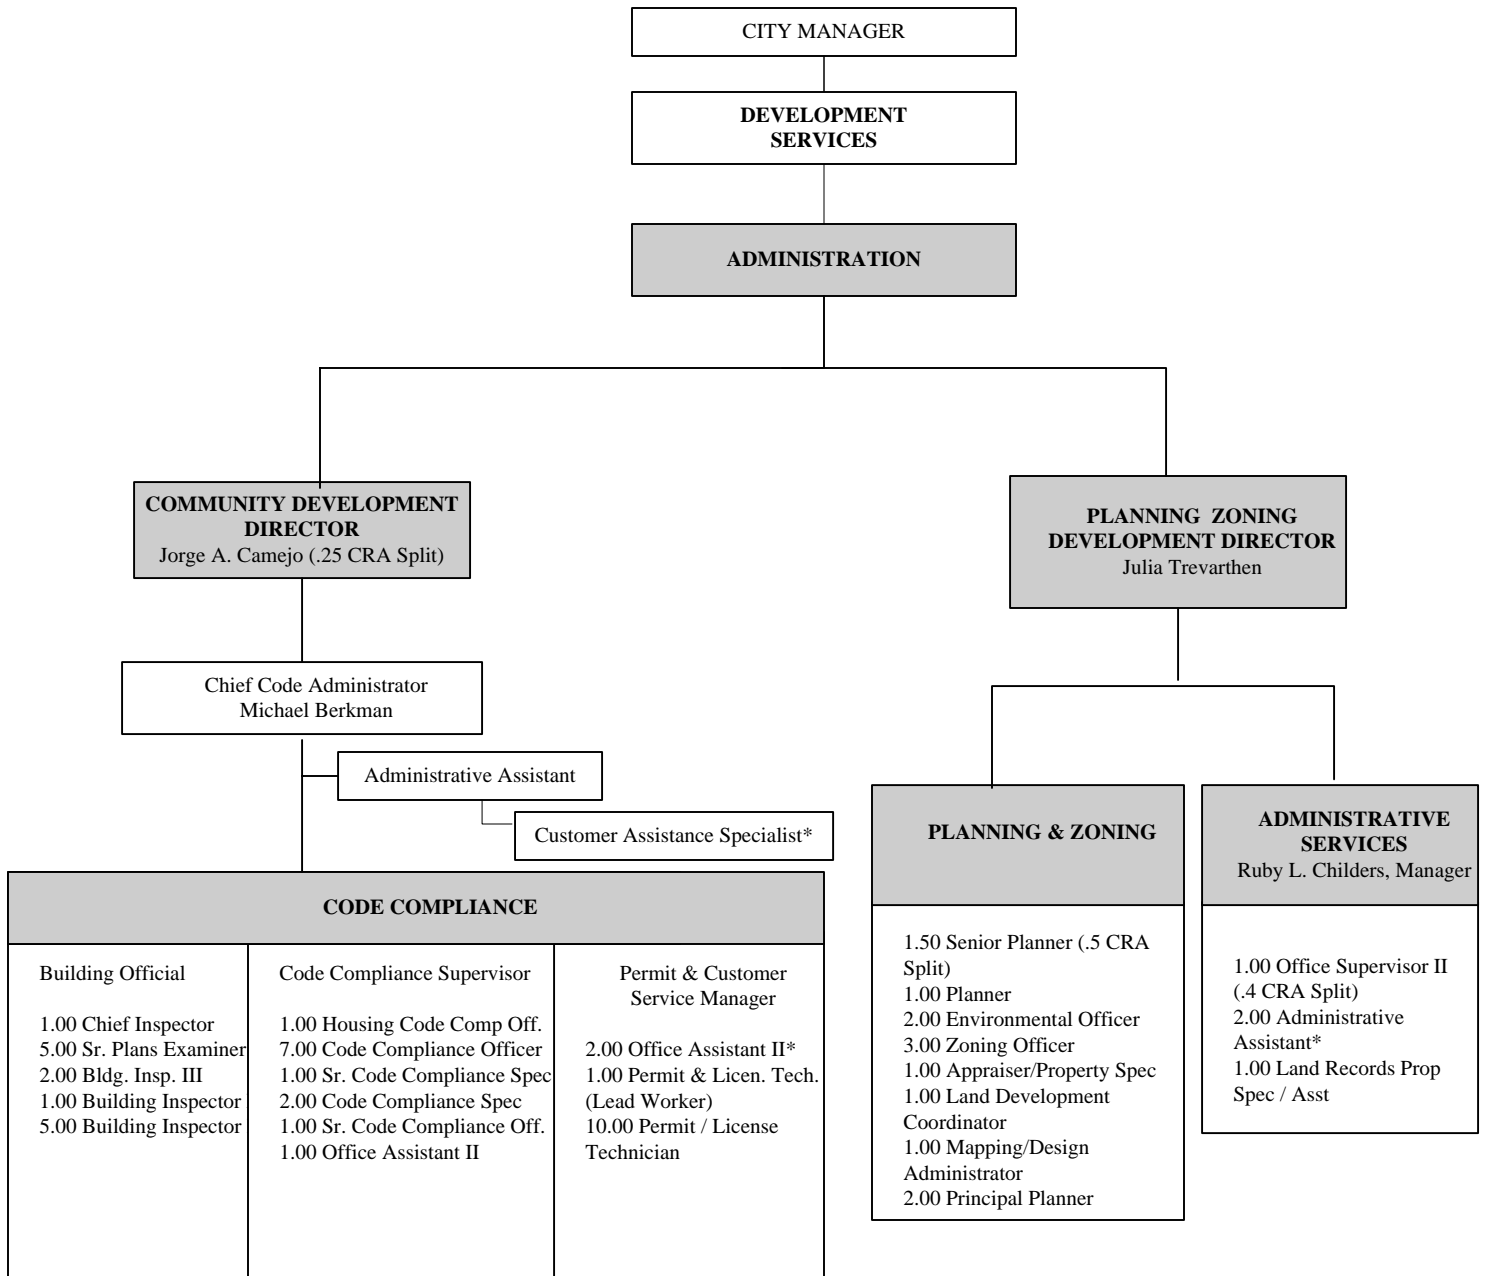 CITY MANAGER
DEVELOPMENT
SERVICES
ADMINISTRATION
COMMUNITY DEVELOPMENT
DIRECTOR
Jorge A. Camejo (.25 CRA Split)
PLANNING ZONING
DEVELOPMENT DIRECTOR
Julia Trevarthen
Chief Code Administrator
Michael Berkman
Administrative Assistant
Customer Assistance Specialist*
CODE COMPLIANCE
Building Official
1.00 Chief Inspector
5.00 Sr. Plans Examiner
2.00 Bldg. Insp. III
1.00 Building Inspector
5.00 Building Inspector
Code Compliance Supervisor
1.00 Housing Code Comp Off.
7.00 Code Compliance Officer
1.00 Sr. Code Compliance Spec
2.00 Code Compliance Spec
1.00 Sr. Code Compliance Off.
1.00 Office Assistant II
Permit & Customer
Service Manager
2.00 Office Assistant II*
1.00 Permit & Licen. Tech.
(Lead Worker)
10.00 Permit / License
Technician
PLANNING & ZONING
1.50 Senior Planner (.5 CRA
Split)
1.00 Planner
2.00 Environmental Officer
3.00 Zoning Officer
1.00 Appraiser/Property Spec
1.00 Land Development
Coordinator
1.00 Mapping/Design
Administrator
2.00 Principal Planner
ADMINISTRATIVE
SERVICES
Ruby L. Childers, Manager
1.00 Office Supervisor II
(.4 CRA Split)
2.00 Administrative
Assistant*
1.00 Land Records Prop
Spec / Asst